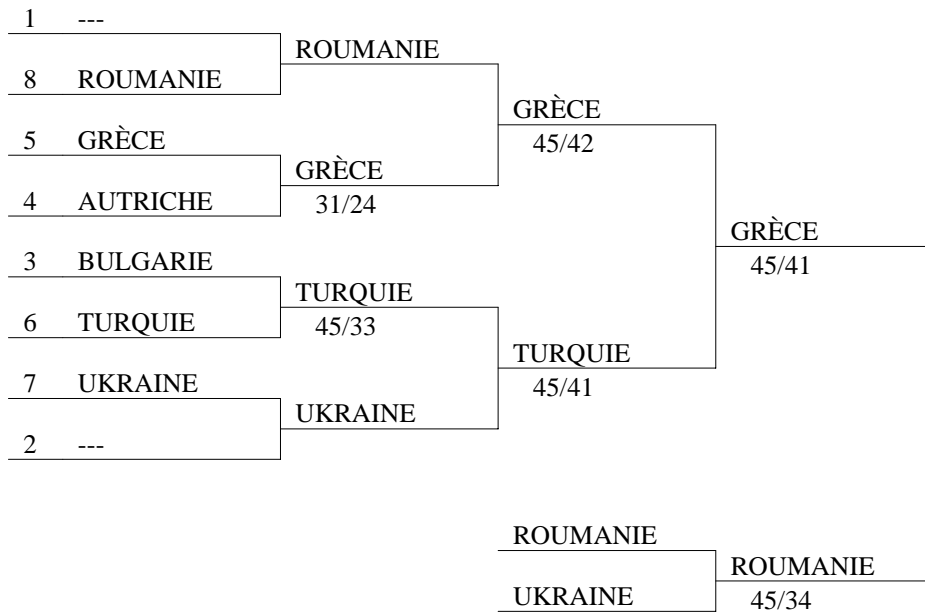 1 ---
ROUMANIE
8 ROUMANIE
GRÈCE
5 GRÈCE
45/42
GRÈCE
4 AUTRICHE
31/24
GRÈCE
3 BULGARIE
45/41
TURQUIE
6 TURQUIE
45/33
TURQUIE
7 UKRAINE
45/41
UKRAINE
2 ---
ROUMANIE
ROUMANIE
UKRAINE
45/34